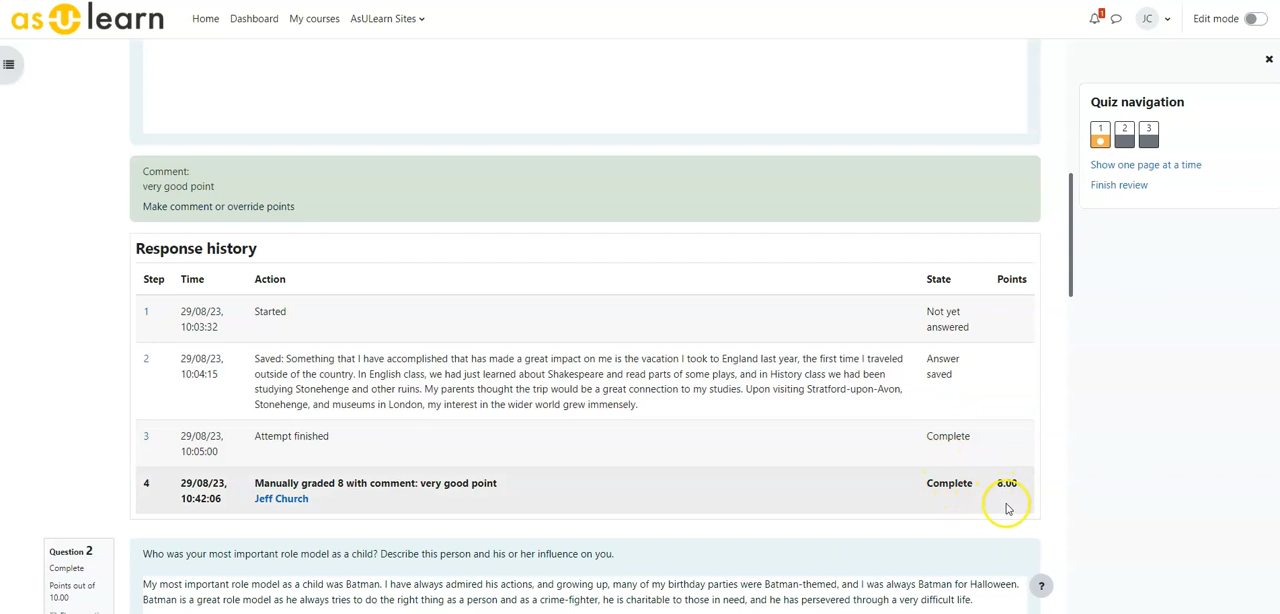 as U learn
Home Dashboard My courses AsULearn Sites
1
JC
Edit mode
Quiz navigation
1 2 3
Show one page at a time
Finish review
Comment:
very good point
Make comment or override points
Response history
Step Time Action State Points
1 29/08/23, Started Not yet
10:03:32 answered
2 29/08/23, Saved: Something that I have accomplished that has made a great impact on me is the vacation I took to England last year, the first time I traveled Answer
10:04:15 outside of the country. In English class, we had just learned about Shakespeare and read parts of some plays, and in History class we had been saved
studying Stonehenge and other ruins. My parents thought the trip would be a great connection to my studies. Upon visiting Stratford-upon-Avon,
Stonehenge, and museums in London, my interest in the wider world grew immensely.
3 29/08/23, Attempt finished Complete
10:05:00
4 29/08/23, Manually graded 8 with comment: very good point Complete 8.00
10:42:06 Jeff Church
Question 2
Complete
Points out of
10.00
Who was your most important role model as a child? Describe this person and his or her influence on you.
My most important role model as a child was Batman. I have always admired his actions, and growing up, many of my birthday parties were Batman-themed, and I was always Batman for Halloween.
Batman is a great role model as he always tries to do the right thing as a person and as a crime-fighter, he is charitable to those in need, and he has persevered through a very difficult life.
?